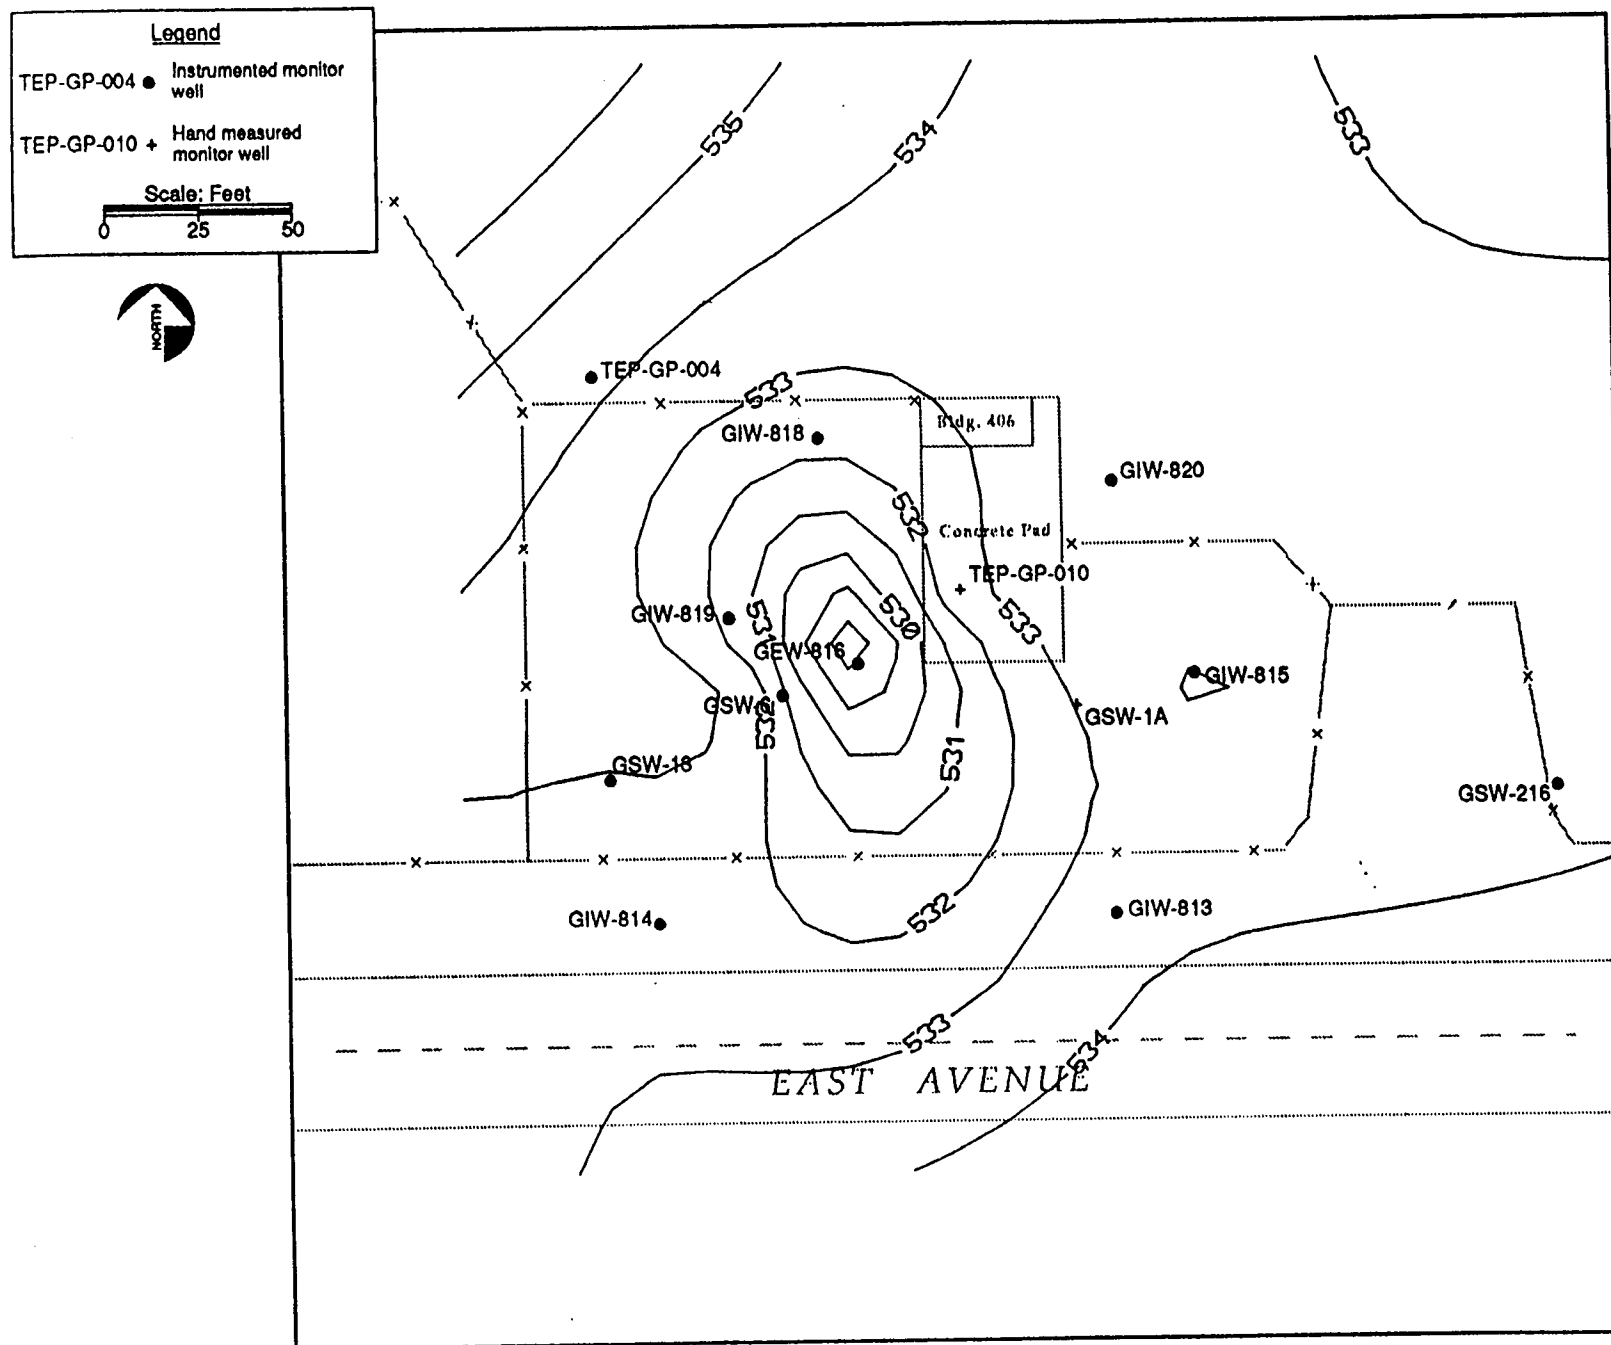 Legend
TEP-GP-004 Instrumented monitor
well
TEP-GP-010 + Hand measured
monitor well
Scale: Feet
0 25 50
NORTH
535
534
533
TEP-GP-004
533
GIW-818
Bldg. 406
GIW-820
532
Concrete Pad
TEP-GP-010
GIW-819
531
530
533
GEW-816
GIW-815
GSW-6
532
GSW-1A
531
GSW-18
GSW-216
GIW-814
532
GIW-813
533
534
EAST AVENUE